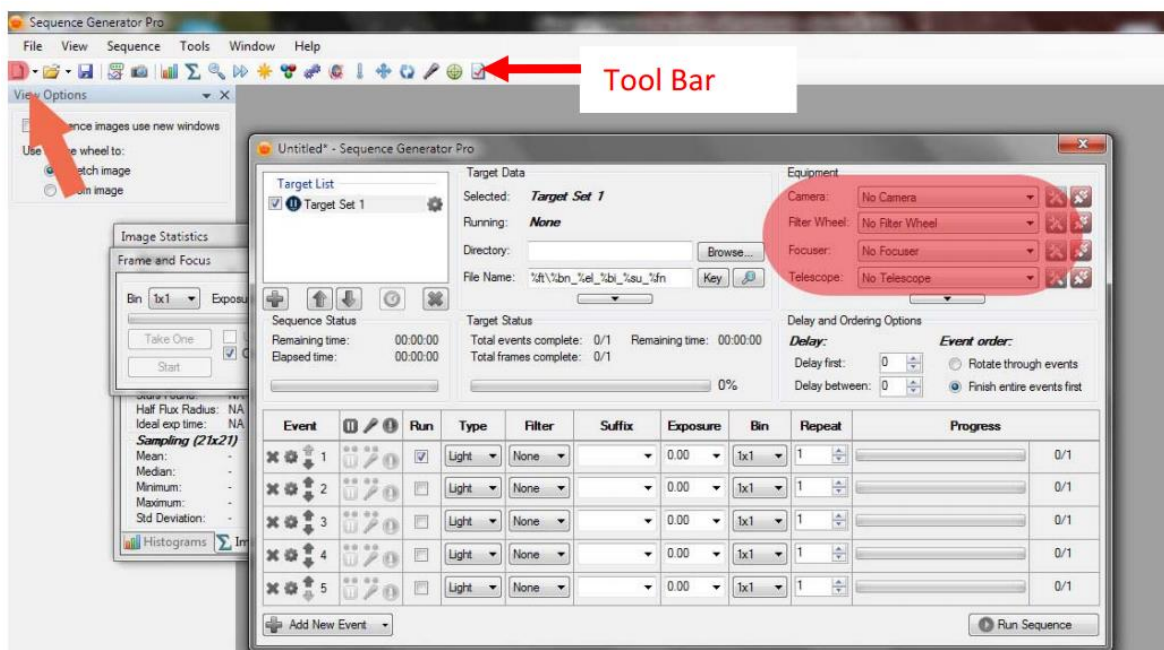 Sequence Generator Pro
File View Sequence Tools Window Help
Tool Bar
View Options
ence images use new windows
Use wheel to:
etch image
image
Image Statistics
Frame and Focus
Bin 1x1 Exposu
Take One
Start
Half Flux Radius: NA
Ideal exp time: NA
Sampling (21x21)
Mean: -
Median: -
Minimum: -
Maximum: -
Std Deviation: -
Histograms Im
Untitled* - Sequence Generator Pro
Target List
Target Set 1
Target Data
Selected: Target Set 1
Running: None
Directory: Browse...
File Name: %ft\%bn_%el_%bi_%su_%fn Key
Equipment
Camera: No Camera
Filter Wheel: No Filter Wheel
Focuser: No Focuser
Telescope: No Telescope
Sequence Status
Remaining time: 00:00:00
Elapsed time: 00:00:00
Target Status
Total events complete: 0/1 Remaining time: 00:00:00
Total frames complete: 0/1
0%
Delay and Ordering Options
Delay: Event order:
Delay first: 0 Rotate through events
Delay between: 0 Finish entire events first
Event Run Type Filter Suffix Exposure Bin Repeat Progress
1 Light None 0.00 1x1 1 0/1
2 Light None 0.00 1x1 1 0/1
3 Light None 0.00 1x1 1 0/1
4 Light None 0.00 1x1 1 0/1
5 Light None 0.00 1x1 1 0/1
Add New Event Run Sequence